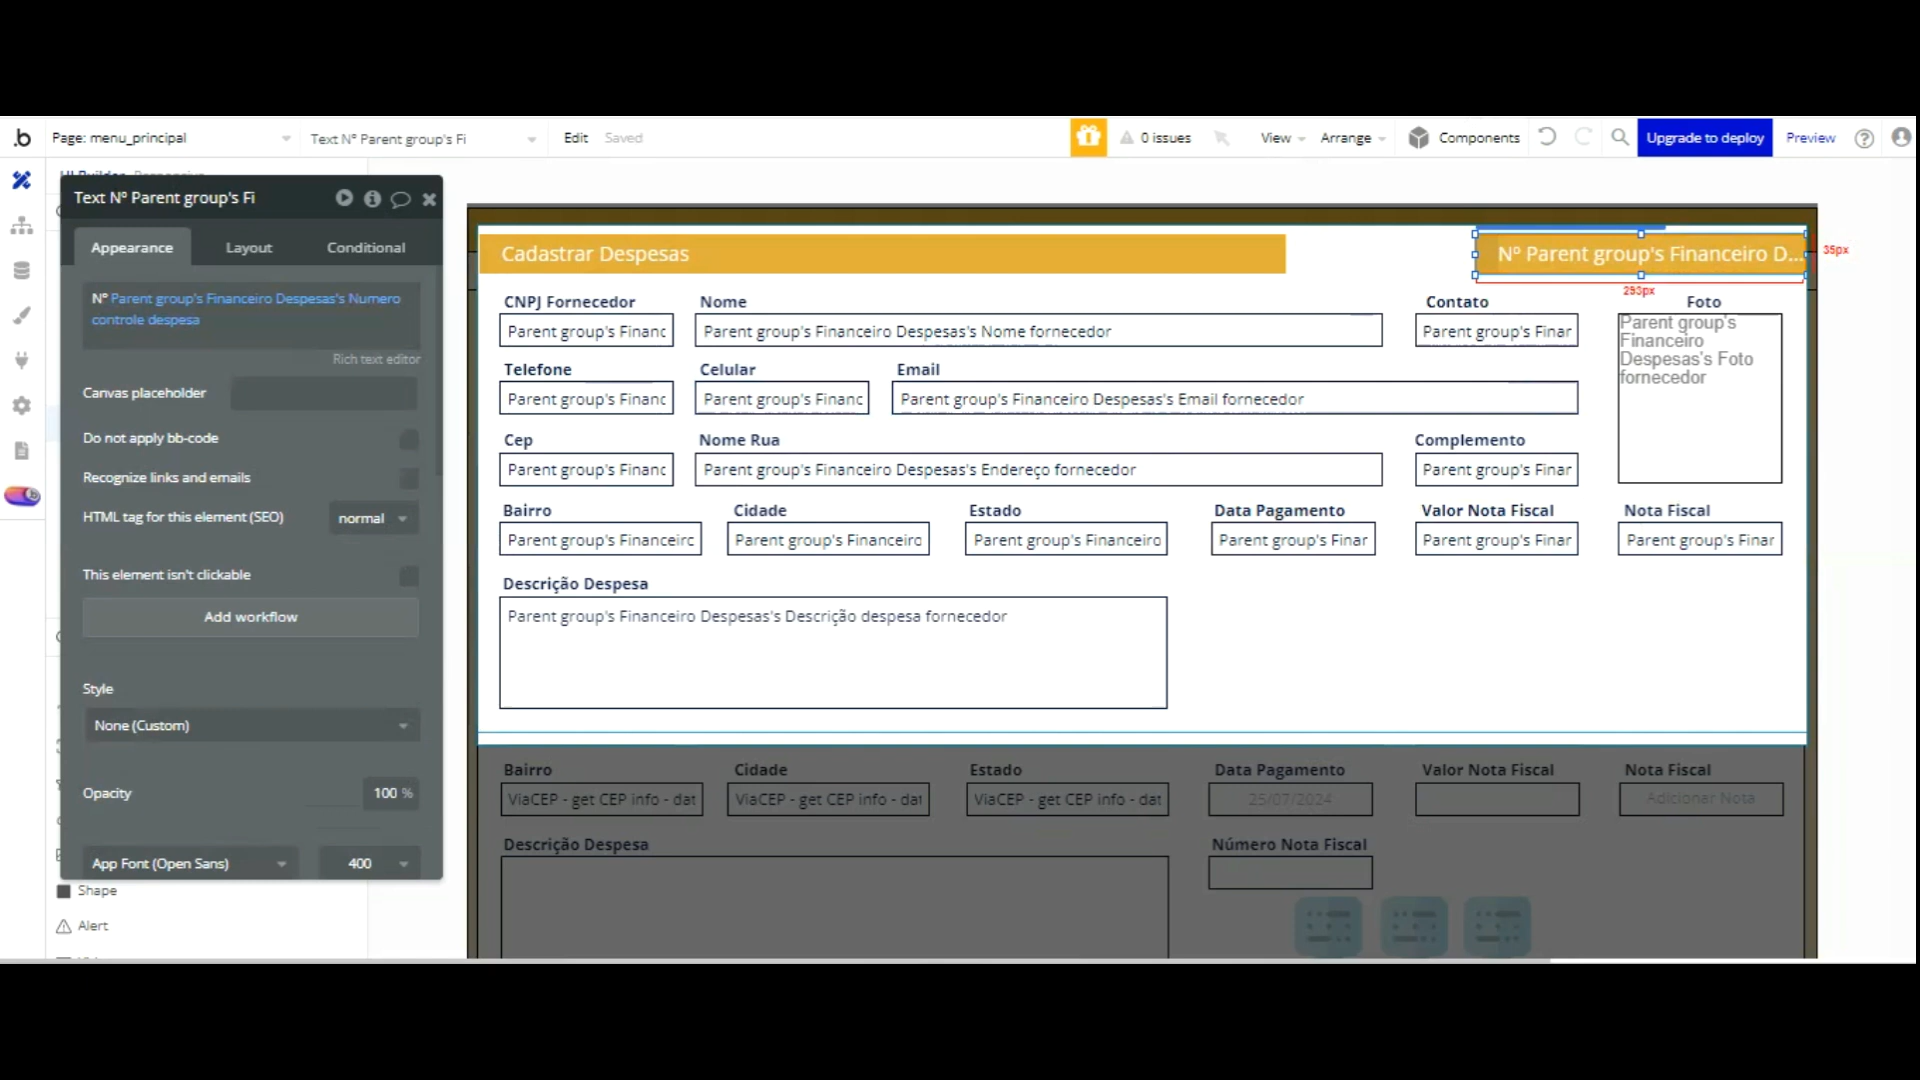 .b Page: menu_principal Text Nº Parent group's Fi Edit Saved 0 issues View Arrange Components Upgrade to deploy Preview
Text Nº Parent group's Fi
Appearance Layout Conditional
Nº Parent group's Financeiro Despesas's Numero
controle despesa
Rich text editor
Canvas placeholder
Do not apply bb-code
Recognize links and emails
HTML tag for this element (SEO) normal
This element isn't clickable
Add workflow
Style
None (Custom)
Opacity 100 %
App Font (Open Sans) 400
Shape
Alert
Cadastrar Despesas Nº Parent group's Financeiro D... 35px
293px
CNPJ Fornecedor Nome Contato Foto
Parent group's Financ Parent group's Financeiro Despesas's Nome fornecedor Parent group's Finar
Parent group's
Financeiro
Despesas's Foto
fornecedor
Telefone Celular Email
Parent group's Financ Parent group's Financ Parent group's Financeiro Despesas's Email fornecedor
Cep Nome Rua Complemento
Parent group's Financ Parent group's Financeiro Despesas's Endereço fornecedor Parent group's Finar
Bairro Cidade Estado Data Pagamento Valor Nota Fiscal Nota Fiscal
Parent group's Financeirc Parent group's Financeiro Parent group's Financeiro Parent group's Finar Parent group's Finar Parent group's Finar
Descrição Despesa
Parent group's Financeiro Despesas's Descrição despesa fornecedor
Bairro Cidade Estado Data Pagamento Valor Nota Fiscal Nota Fiscal
ViaCEP - get CEP info - dat ViaCEP - get CEP info - dat ViaCEP - get CEP info - dat 25/07/2024 Adicionar Nota
Descrição Despesa Número Nota Fiscal